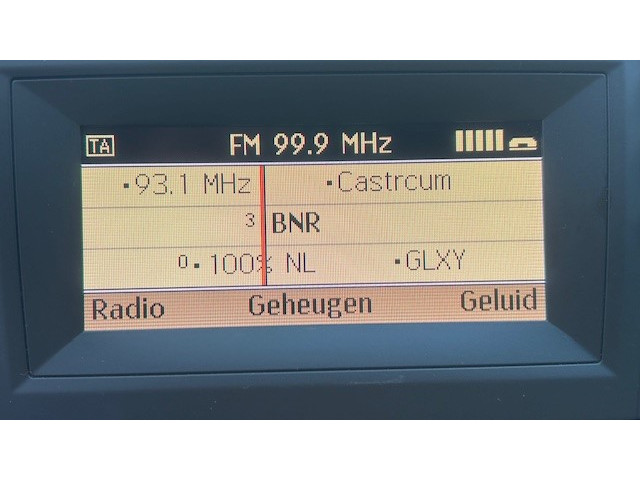 TA FM 99.9 MHz
·93.1 MHz ·Castrcum
3 BNR
0· 100% NL ·GLXY
Radio Geheugen Geluid